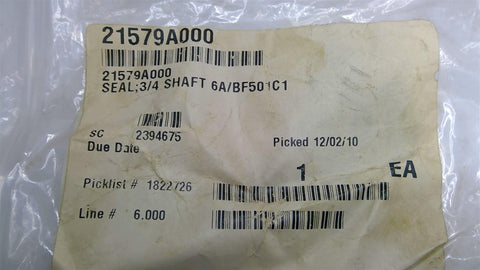 21579A000
21579A000
SEAL;3/4 SHAFT 6A/BF501C1
SC 2394675
Due Date Picked 12/02/10
1 EA
Picklist # 1822726
Line # 6.000